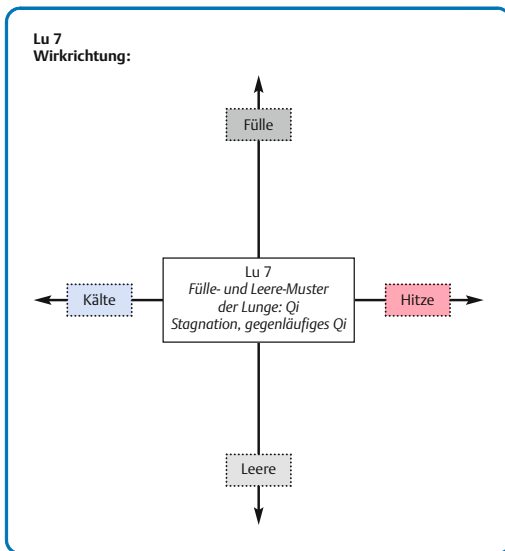 Lu 7
Wirkrichtung:
Fülle
Kälte
Lu 7
Fülle- und Leere-Muster
der Lunge: Qi
Stagnation, gegenläufiges Qi
Hitze
Leere